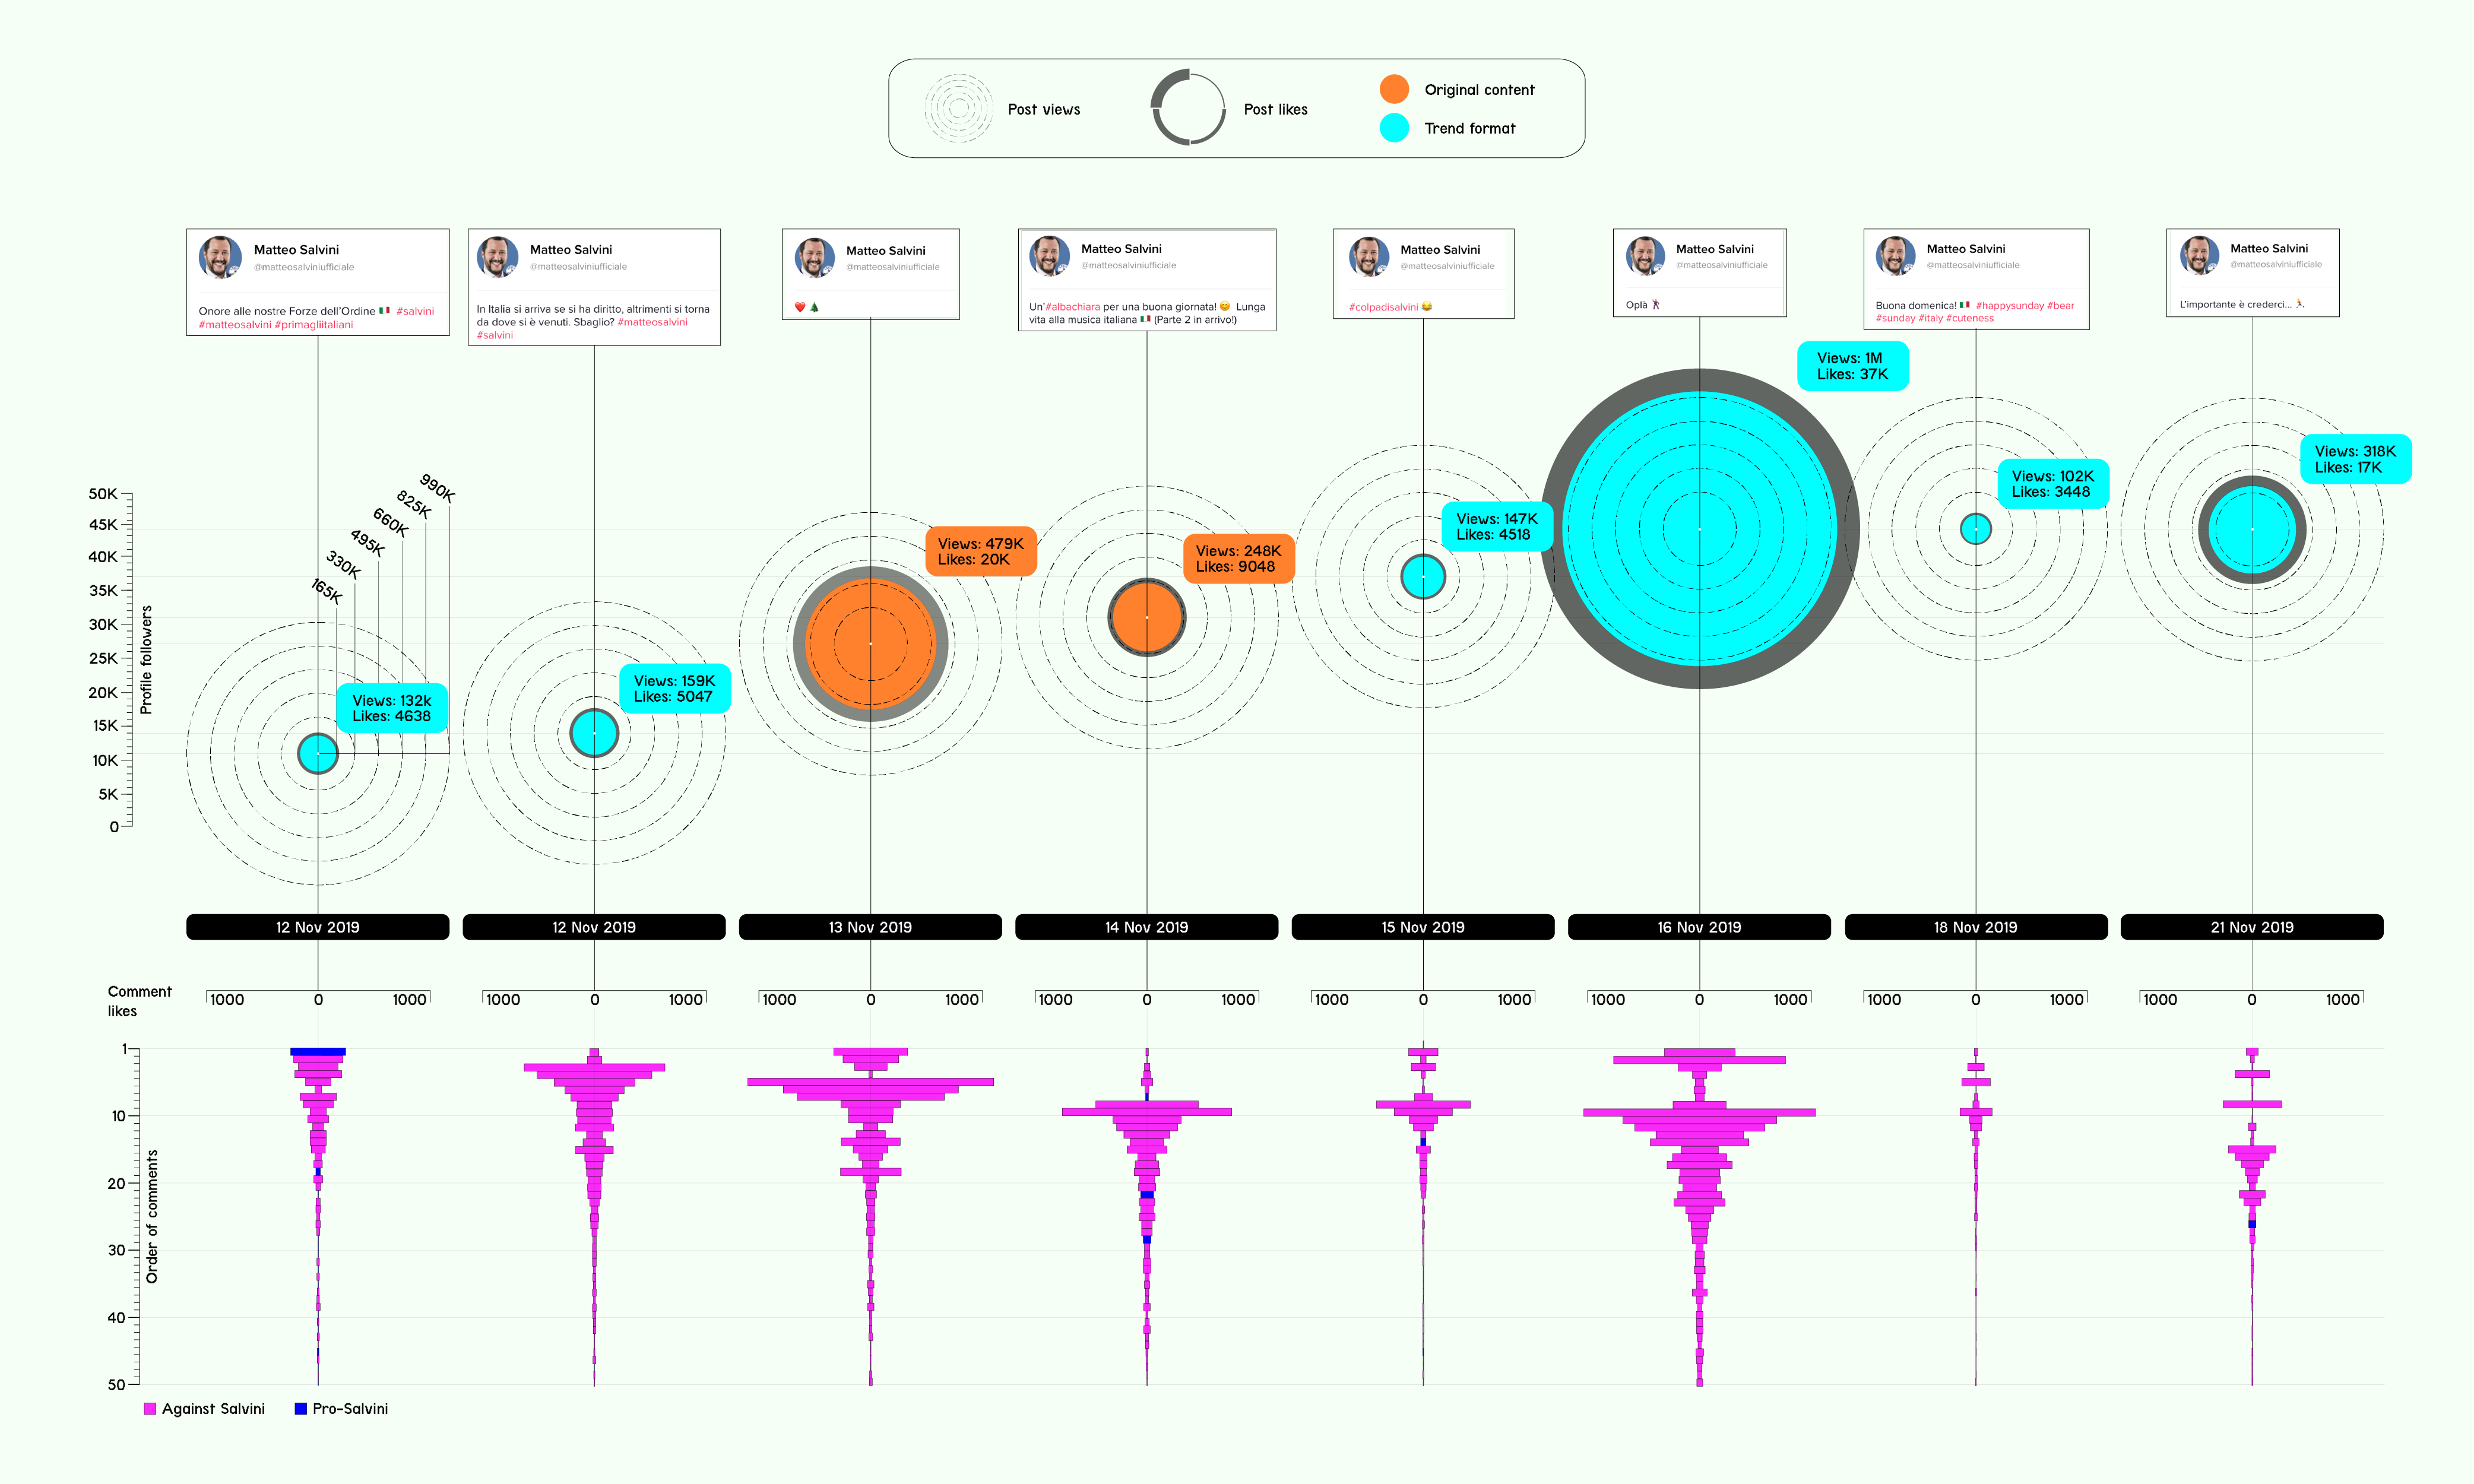 Post views
Post likes
Original content
Trend format
Matteo Salvini
@matteosalviniufficiale
Onore alle nostre Forze dell'Ordine 🇮🇹 #salvini
#matteosalvini #primagliitaliani
Matteo Salvini
@matteosalviniufficiale
In Italia si arriva se si ha diritto, altrimenti si torna
da dove si è venuti. Sbaglio? #matteosalvini
#salvini
Matteo Salvini
@matteosalviniufficiale
❤️ 🌲
Matteo Salvini
@matteosalviniufficiale
Un'#albachiara per una buona giornata! 😊 Lunga
vita alla musica italiana 🇮🇹 (Parte 2 in arrivo!)
Matteo Salvini
@matteosalviniufficiale
#colpadisalvini 😂
Matteo Salvini
@matteosalviniufficiale
Oplà
Matteo Salvini
@matteosalviniufficiale
Buona domenica! 🇮🇹 #happysunday #bear
#sunday #italy #cuteness
Matteo Salvini
@matteosalviniufficiale
L'importante è crederci...
Profile followers
50K
45K
40K
35K
30K
25K
20K
15K
10K
5K
0
165K
330K
495K
660K
825K
990K
Views: 132k
Likes: 4638
Views: 159K
Likes: 5047
Views: 479K
Likes: 20K
Views: 248K
Likes: 9048
Views: 147K
Likes: 4518
Views: 1M
Likes: 37K
Views: 102K
Likes: 3448
Views: 318K
Likes: 17K
12 Nov 2019
12 Nov 2019
13 Nov 2019
14 Nov 2019
15 Nov 2019
16 Nov 2019
18 Nov 2019
21 Nov 2019
Comment
likes
1000 0 1000
1000 0 1000
1000 0 1000
1000 0 1000
1000 0 1000
1000 0 1000
1000 0 1000
1000 0 1000
Order of comments
1
10
20
30
40
50
Against Salvini
Pro-Salvini